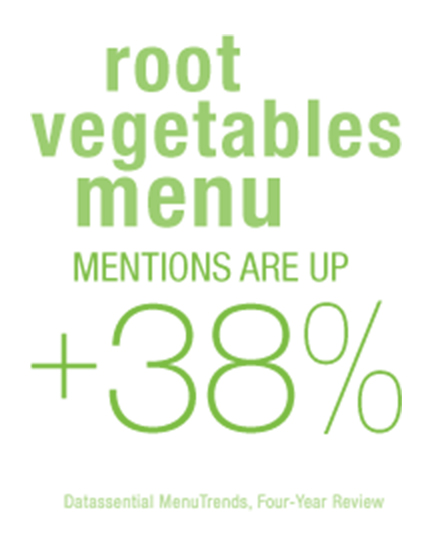 root
vegetables
menu
MENTIONS ARE UP
+38%
Datassential MenuTrends, Four-Year Review